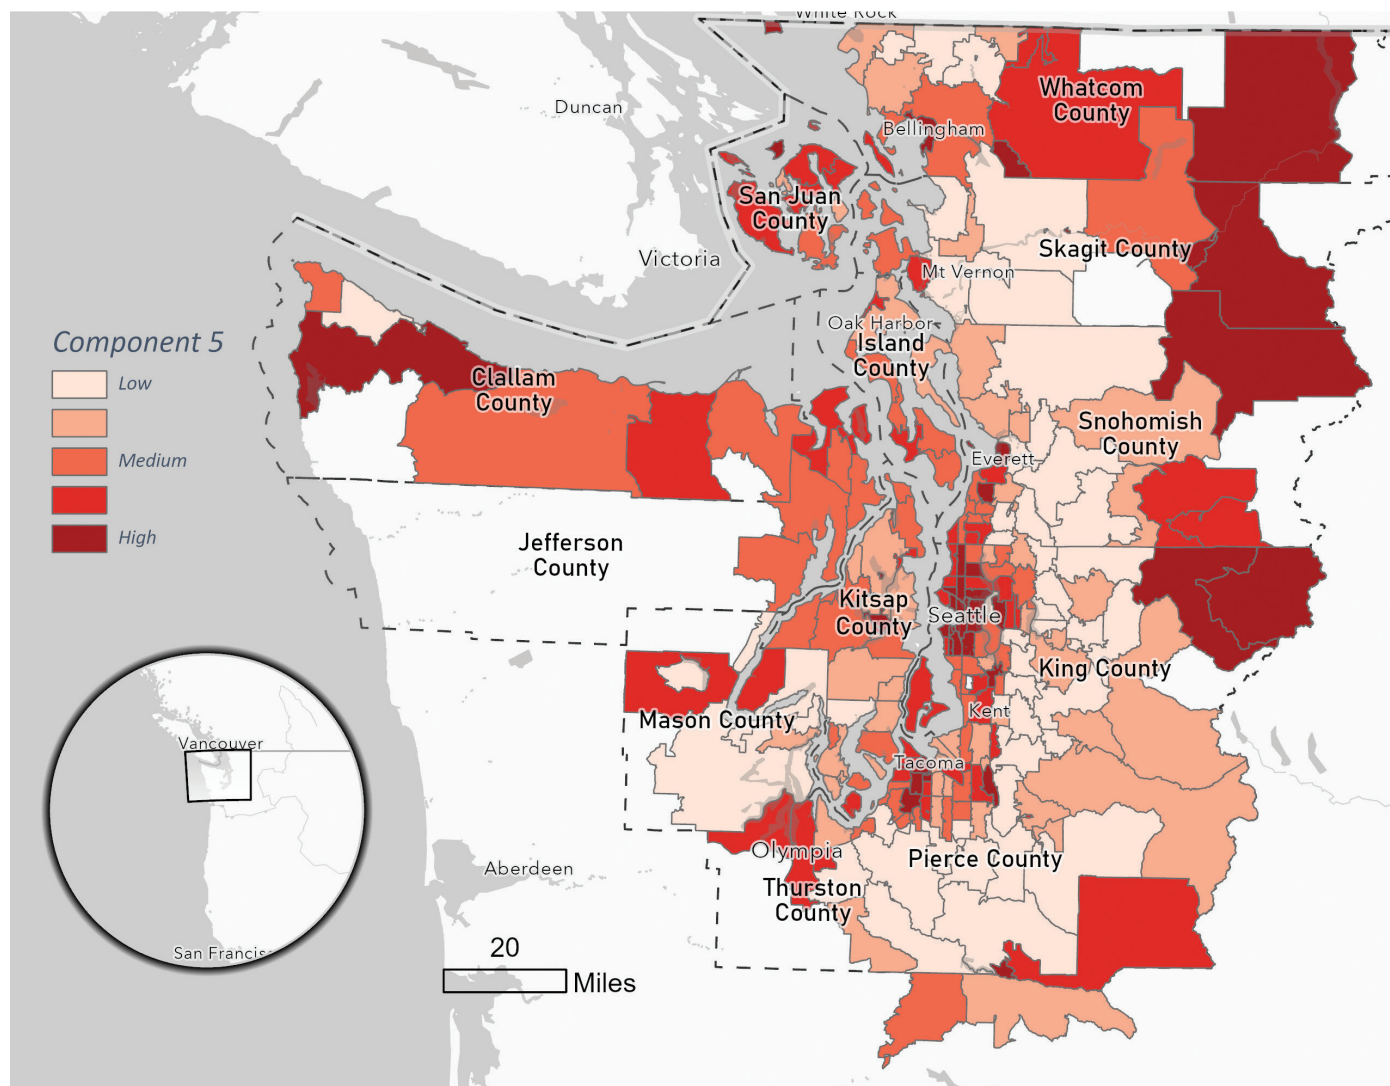 White Rock
Duncan
Whatcom
County
Bellingham
San Juan
County
Victoria
Skagit County
Mt Vernon
Component 5
Low
Medium
High
Oak Harbor
Island
County
Clallam
County
Snohomish
County
Everett
Jefferson
County
Kitsap
County
Seattle
King County
Mason County
Kent
Vancouver
Tacoma
Olympia
Pierce County
Aberdeen
Thurston
County
San Francisc
20
Miles